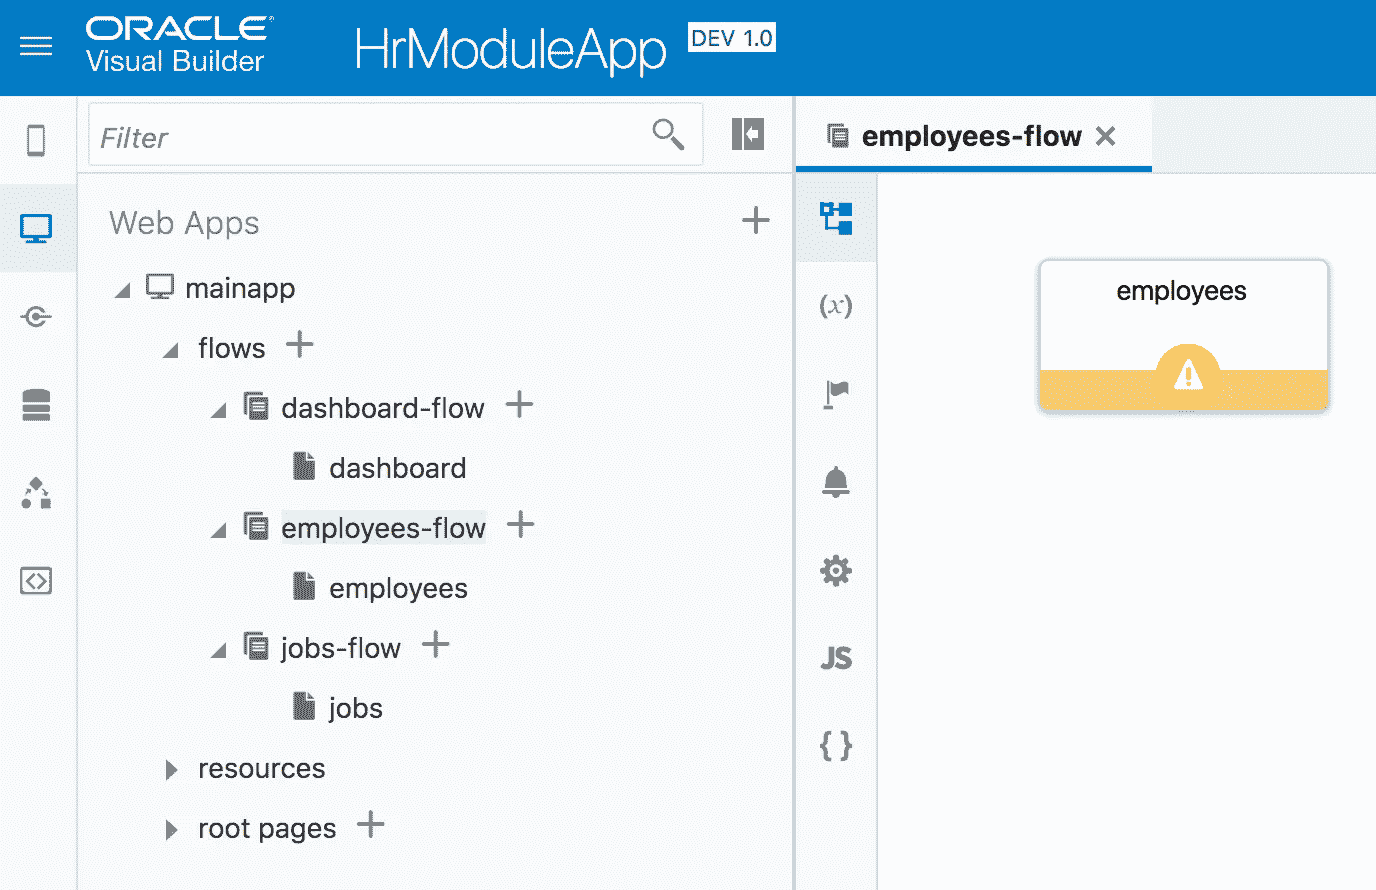 ORACLE
Visual Builder
HrModuleApp
DEV 1.0
Filter
employees-flow
Web Apps
mainapp
flows
dashboard-flow
dashboard
employees-flow
employees
jobs-flow
jobs
resources
root pages
(x)
JS
{ }
employees